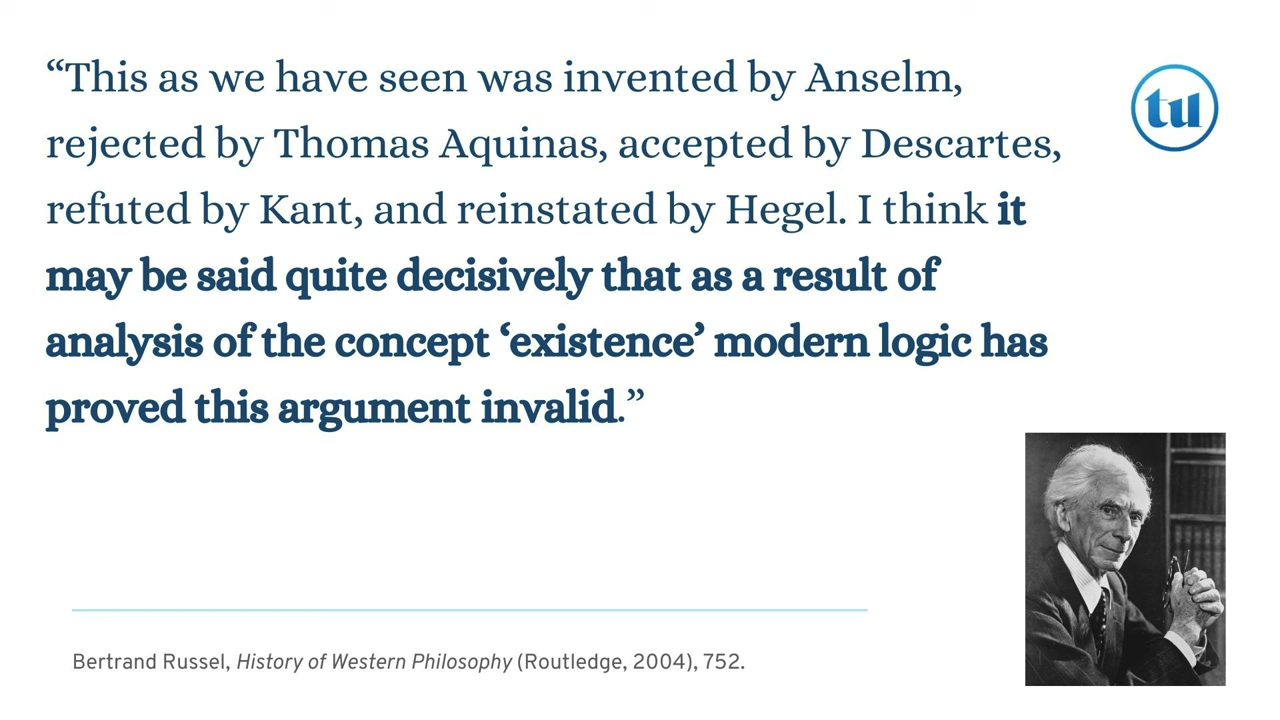 “This as we have seen was invented by Anselm,
tu
rejected by Thomas Aquinas, accepted by Descartes,
refuted by Kant, and reinstated by Hegel. I think it
may be said quite decisively that as a result of
analysis of the concept ‘existence’ modern logic has
proved this argument invalid.”
Bertrand Russel, History of Western Philosophy (Routledge, 2004), 752.